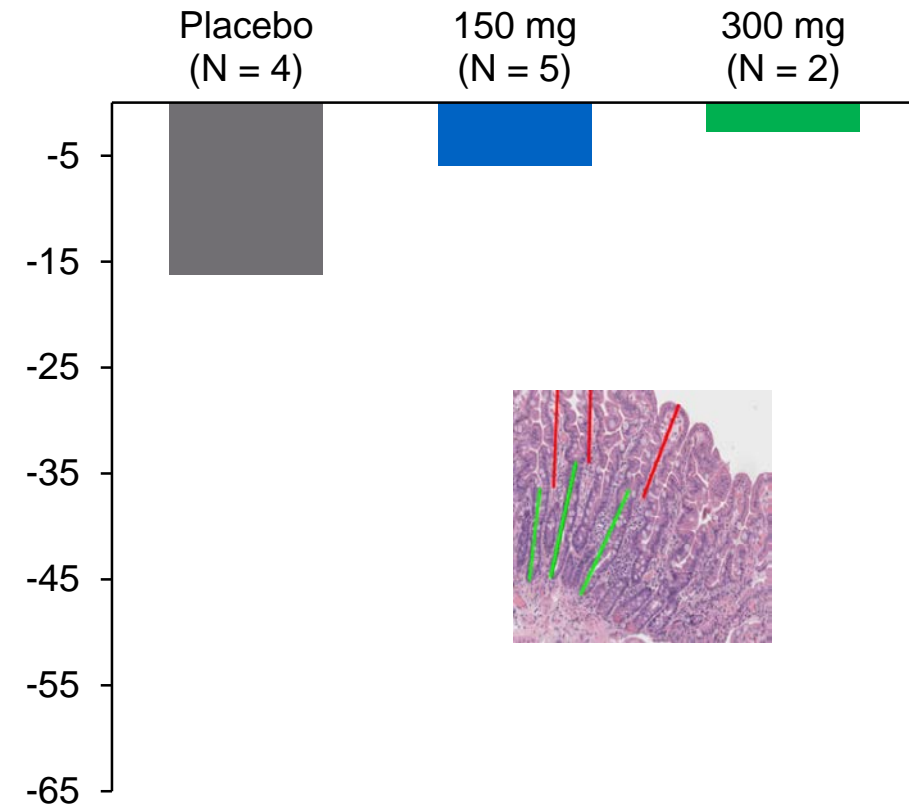 Placebo
(N = 4)
150 mg
(N = 5)
300 mg
(N = 2)
-5
-15
-25
-35
-45
-55
-65